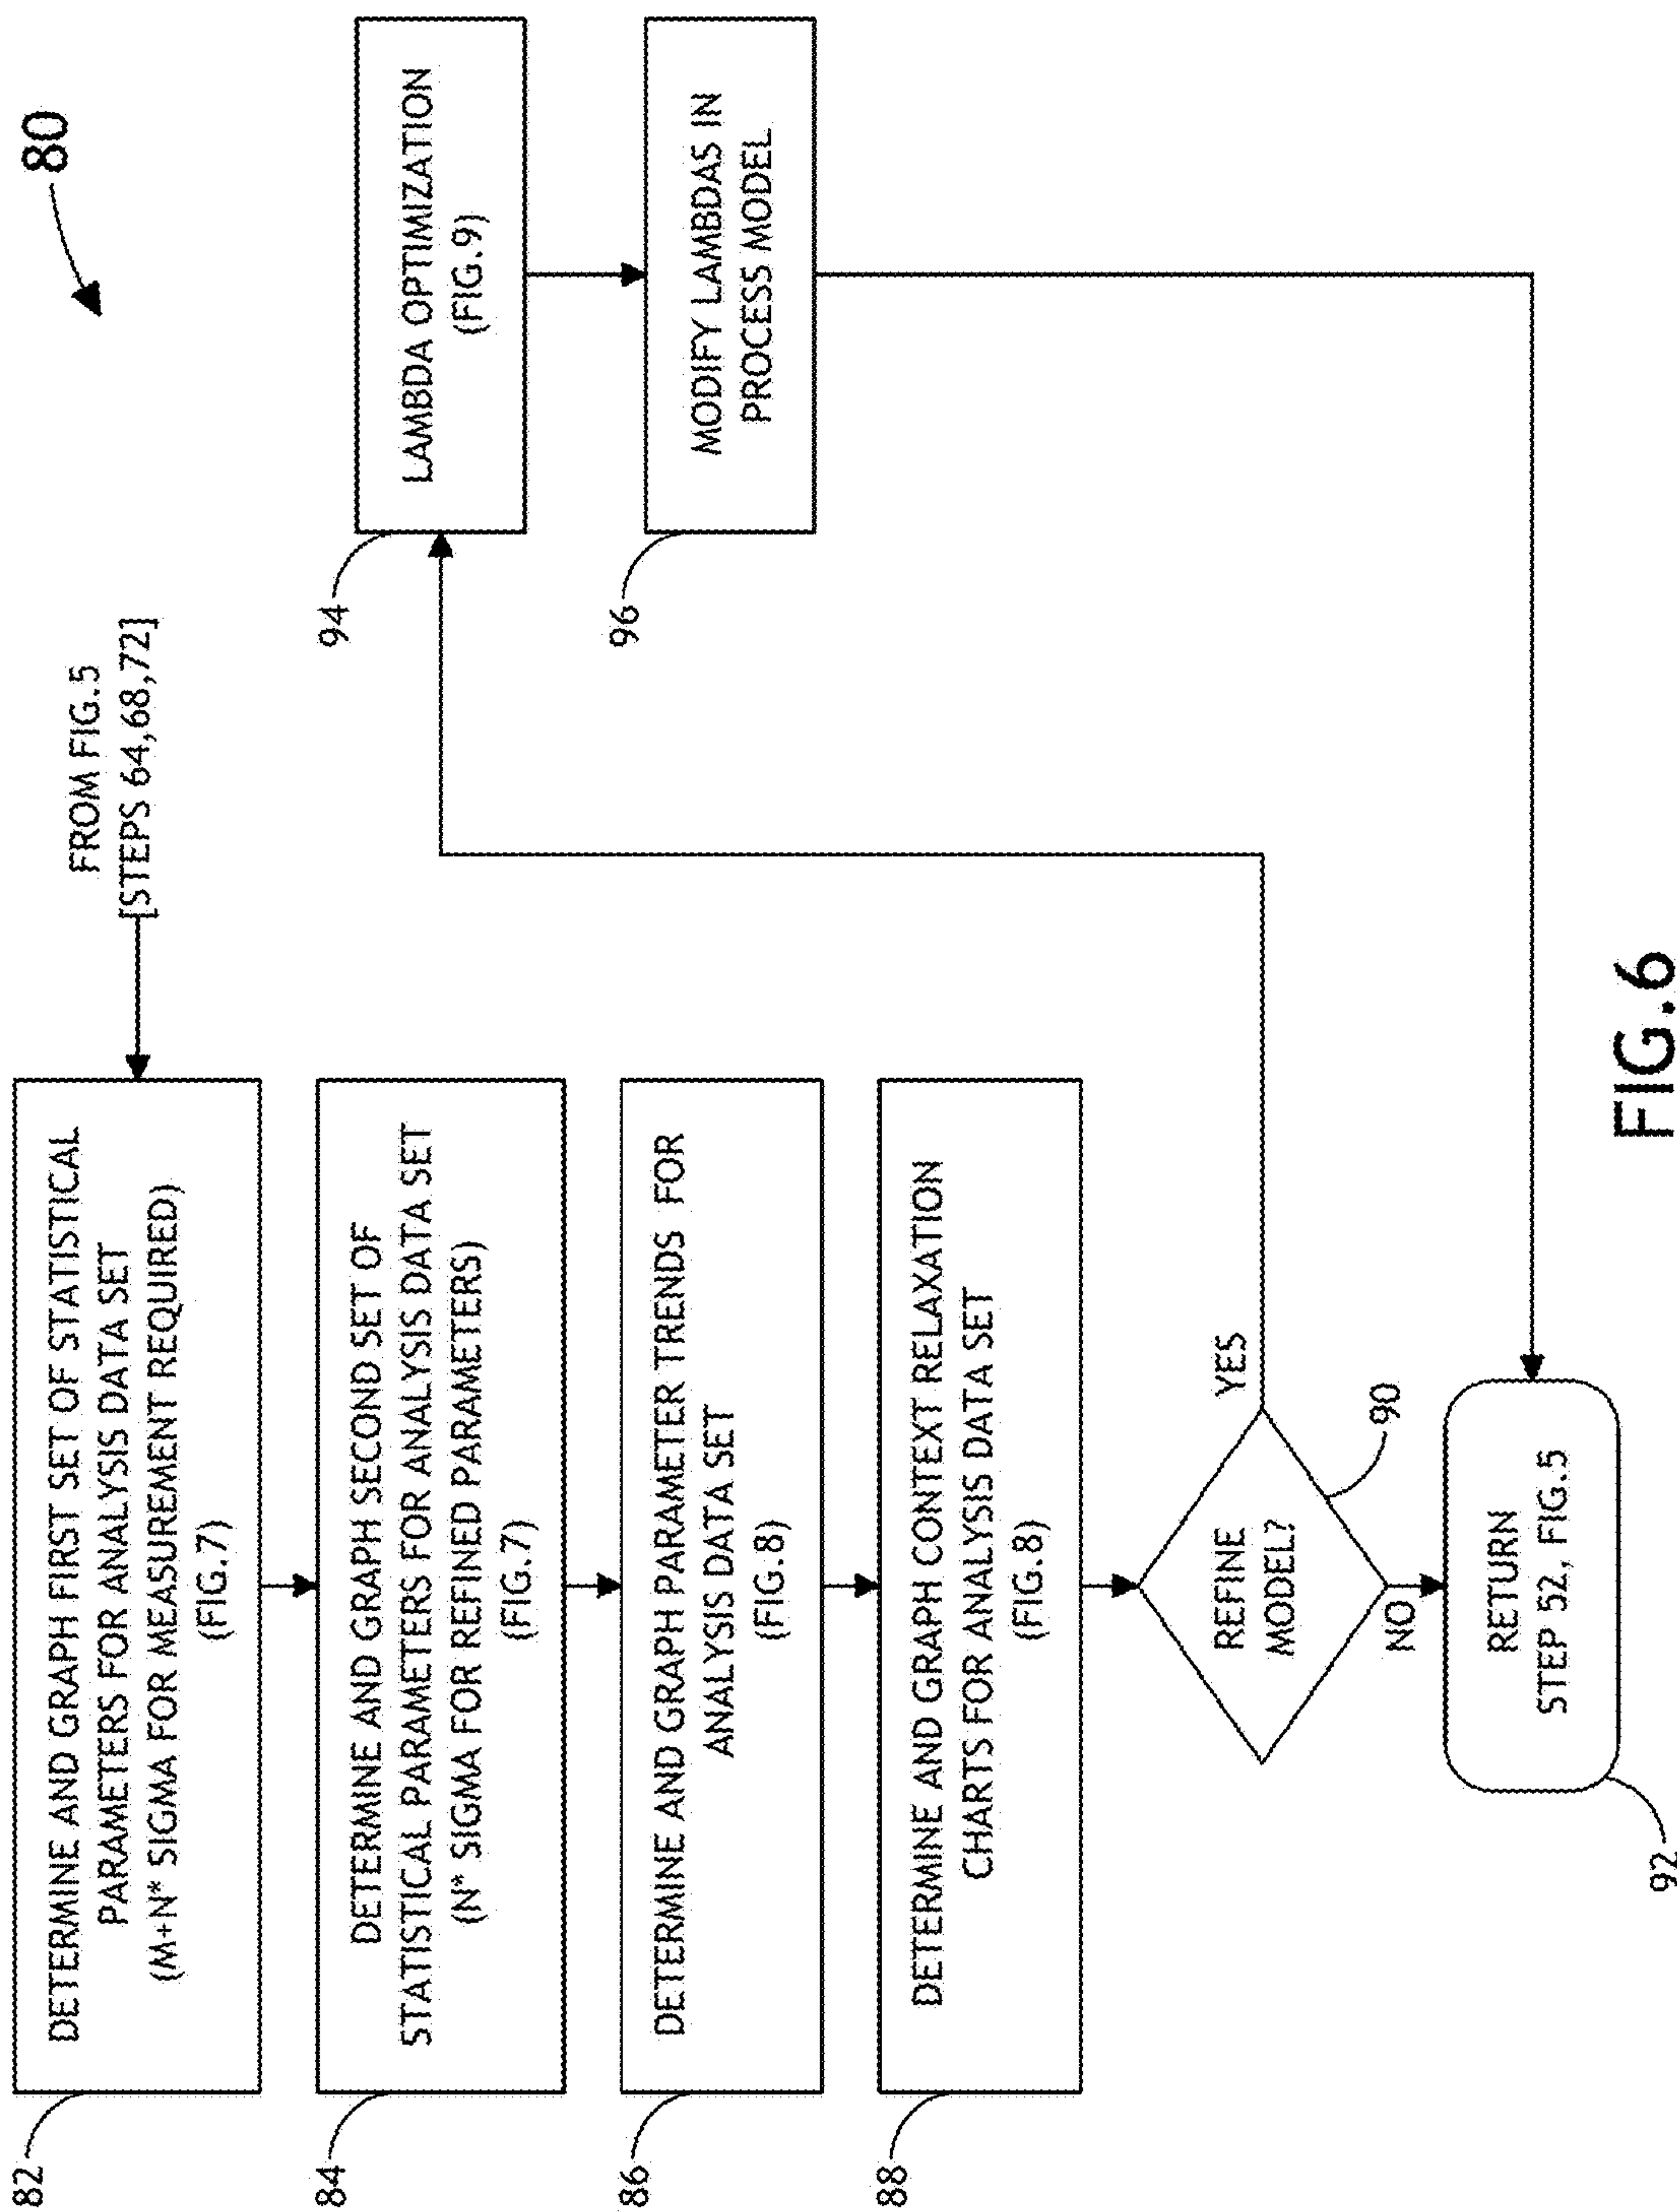 80
FROM FIG.5
[STEPS 64,68,72]
82
DETERMINE AND GRAPH FIRST SET OF STATISTICAL
PARAMETERS FOR ANALYSIS DATA SET
(M+N* SIGMA FOR MEASUREMENT REQUIRED)
(FIG.7)
84
DETERMINE AND GRAPH SECOND SET OF
STATISTICAL PARAMETERS FOR ANALYSIS DATA SET
(N* SIGMA FOR REFINED PARAMETERS)
(FIG.7)
86
DETERMINE AND GRAPH PARAMETER TRENDS FOR
ANALYSIS DATA SET
(FIG.8)
88
DETERMINE AND GRAPH CONTEXT RELAXATION
CHARTS FOR ANALYSIS DATA SET
(FIG.8)
REFINE
MODEL?
90
YES
NO
94
LAMBDA OPTIMIZATION
(FIG.9)
96
MODIFY LAMBDAS IN
PROCESS MODEL
RETURN
STEP 52, FIG.5
92
FIG.6